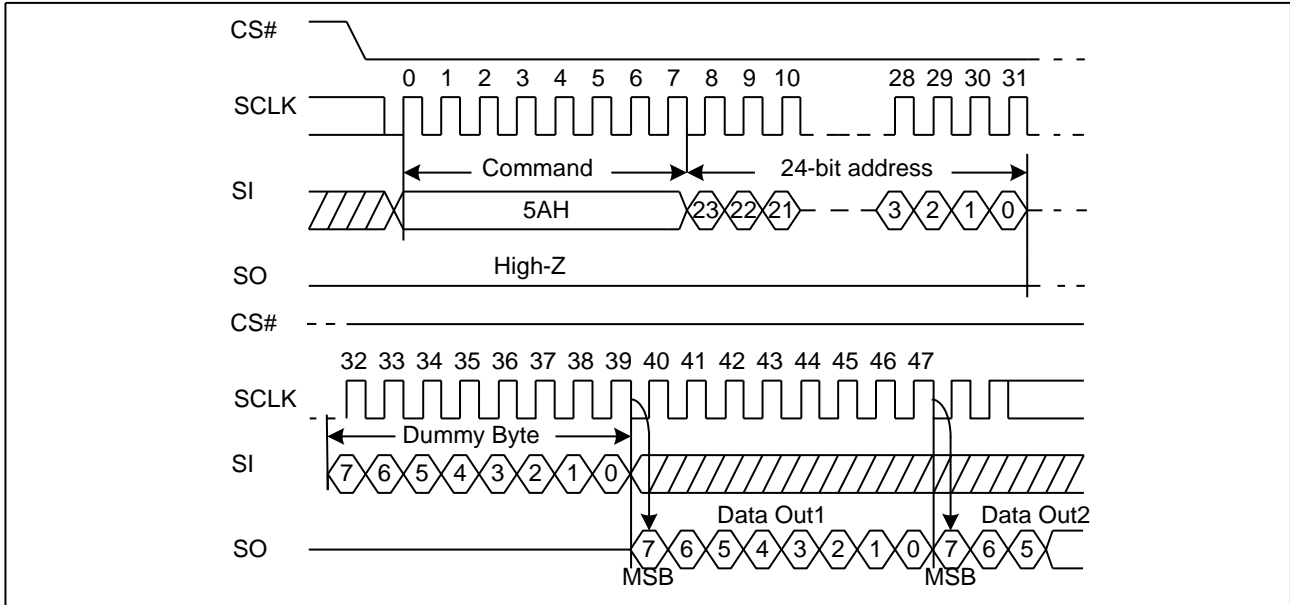 CS#
0 1 2 3 4 5 6 7 8 9 10 28 29 30 31
SCLK
Command 24-bit address
SI
5AH 23 22 21 3 2 1 0
High-Z
SO
CS#
32 33 34 35 36 37 38 39 40 41 42 43 44 45 46 47
SCLK
Dummy Byte
SI
7 6 5 4 3 2 1 0
Data Out1 Data Out2
SO
7 6 5 4 3 2 1 0 7 6 5
MSB MSB